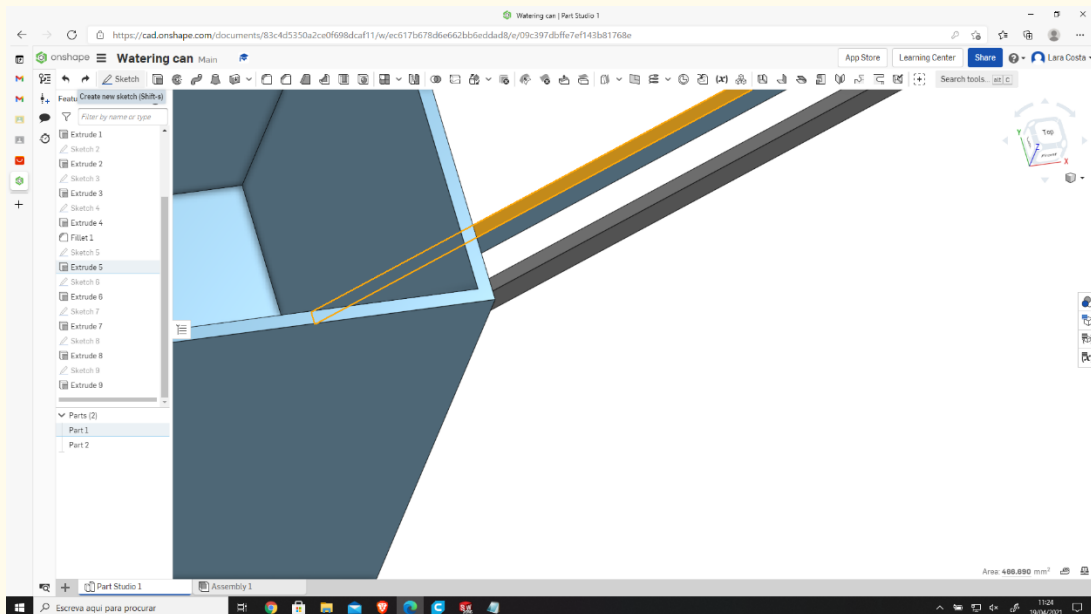 Watering can | Part Studio 1
https://cad.onshape.com/documents/83c4d5350a2ce0f698dcaf11/w/ec617b678d6e662bb6eddad8/e/09c397dbffe7ef143b81768e
onshape
Watering can
Main
App Store
Learning Center
Share
Lara Costa
Sketch
Search tools...
Create new sketch (Shift-s)
Filter by name or type
Extrude 1
Sketch 2
Extrude 2
Sketch 3
Extrude 3
Sketch 4
Extrude 4
Fillet 1
Sketch 5
Extrude 5
Sketch 6
Extrude 6
Sketch 7
Extrude 7
Sketch 8
Extrude 8
Sketch 9
Extrude 9
Parts (2)
Part 1
Part 2
Top
Front
X
Y
Z
Area: 486.890 mm²
Part Studio 1
Assembly 1
Escreva aqui para procurar
11:24
19/04/2021